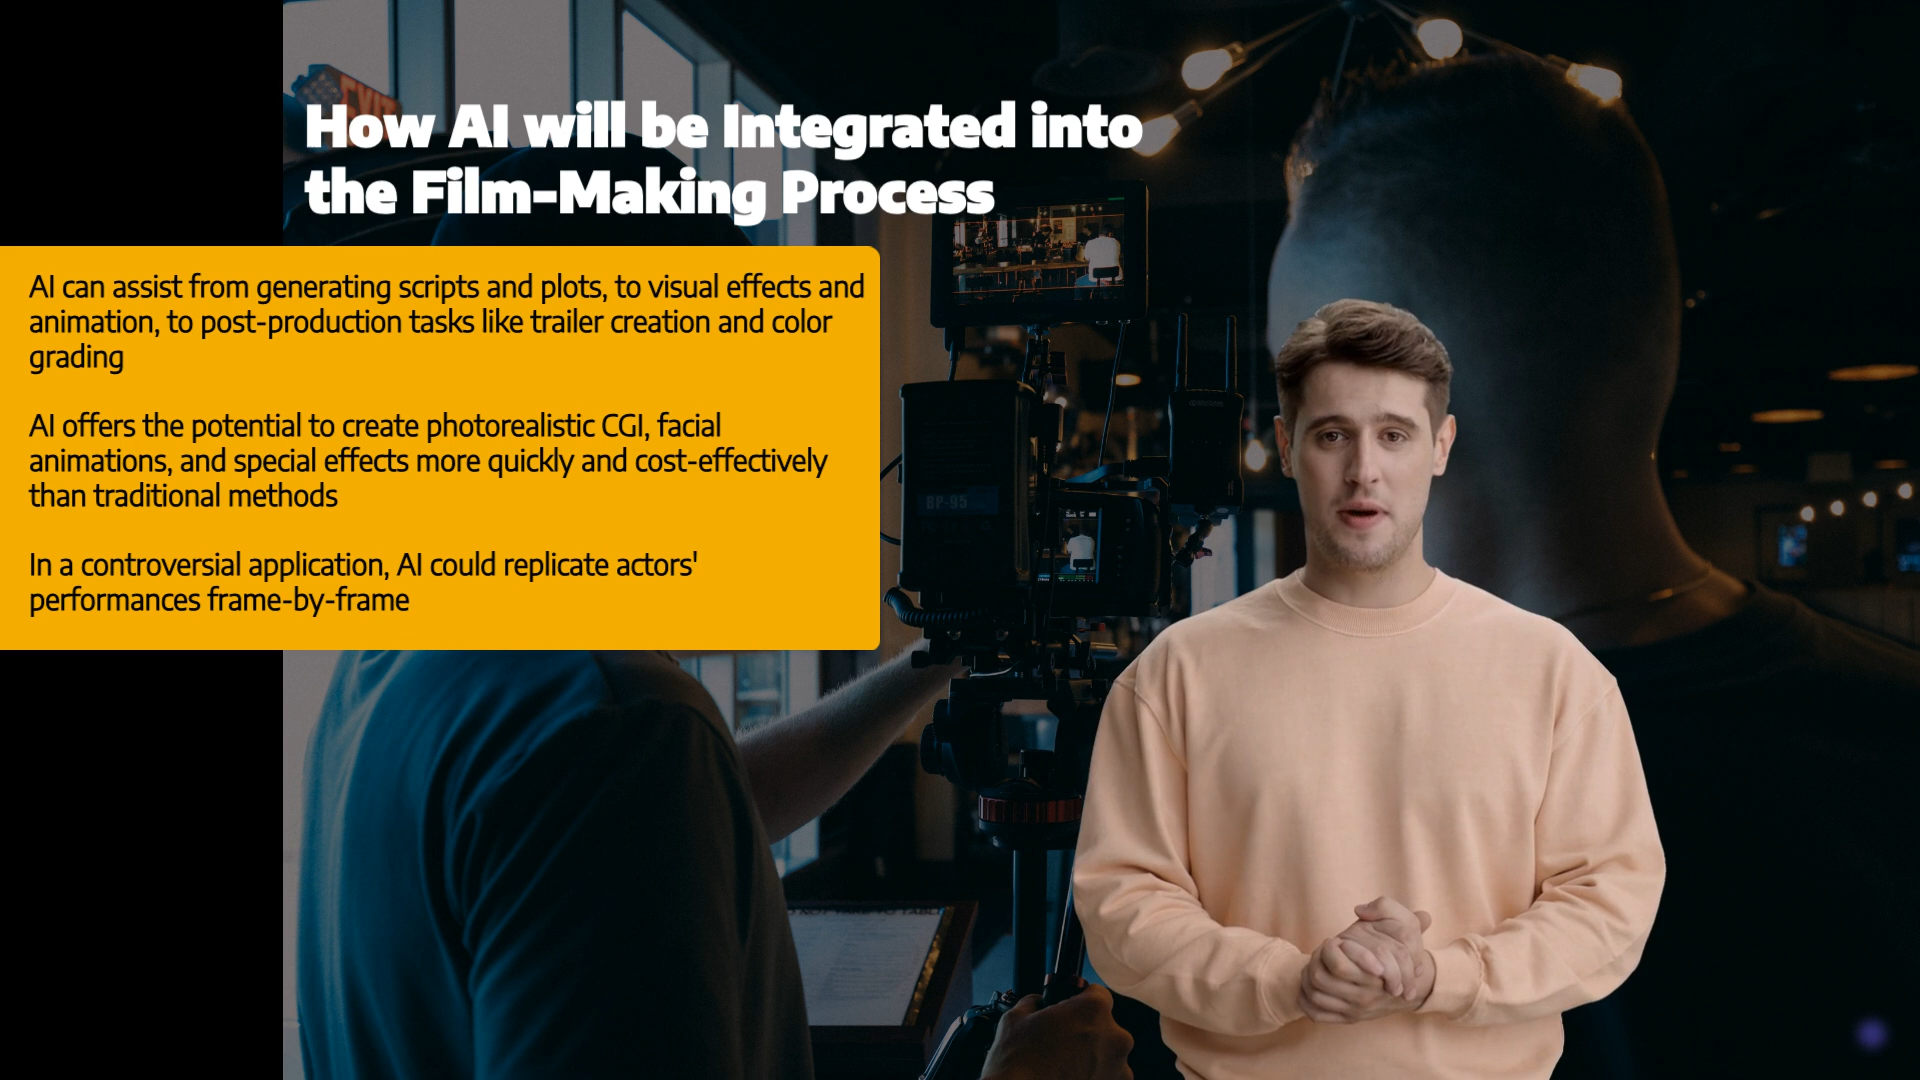 EXIT
How AI will be Integrated into
the Film-Making Process
AI can assist from generating scripts and plots, to visual effects and
animation, to post-production tasks like trailer creation and color
grading
AI offers the potential to create photorealistic CGI, facial
animations, and special effects more quickly and cost-effectively
than traditional methods
In a controversial application, AI could replicate actors'
performances frame-by-frame
BP-95